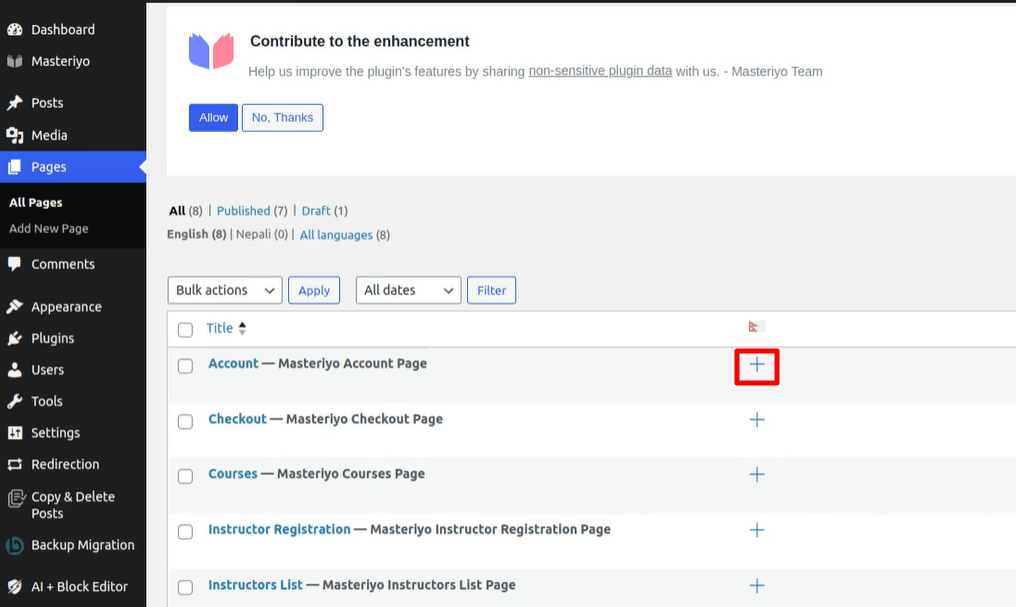 Dashboard
Masteriyo
Posts
Media
Pages
All Pages
Add New Page
Comments
Appearance
Plugins
Users
Tools
Settings
Redirection
Copy & Delete
Posts
Backup Migration
AI + Block Editor
Contribute to the enhancement
Help us improve the plugin's features by sharing non-sensitive plugin data with us. - Masteriyo Team
Allow No, Thanks
All (8) | Published (7) | Draft (1)
English (8) | Nepali (0) | All languages (8)
Bulk actions Apply All dates Filter
Title
Account — Masteriyo Account Page
Checkout — Masteriyo Checkout Page
Courses — Masteriyo Courses Page
Instructor Registration — Masteriyo Instructor Registration Page
Instructors List — Masteriyo Instructors List Page